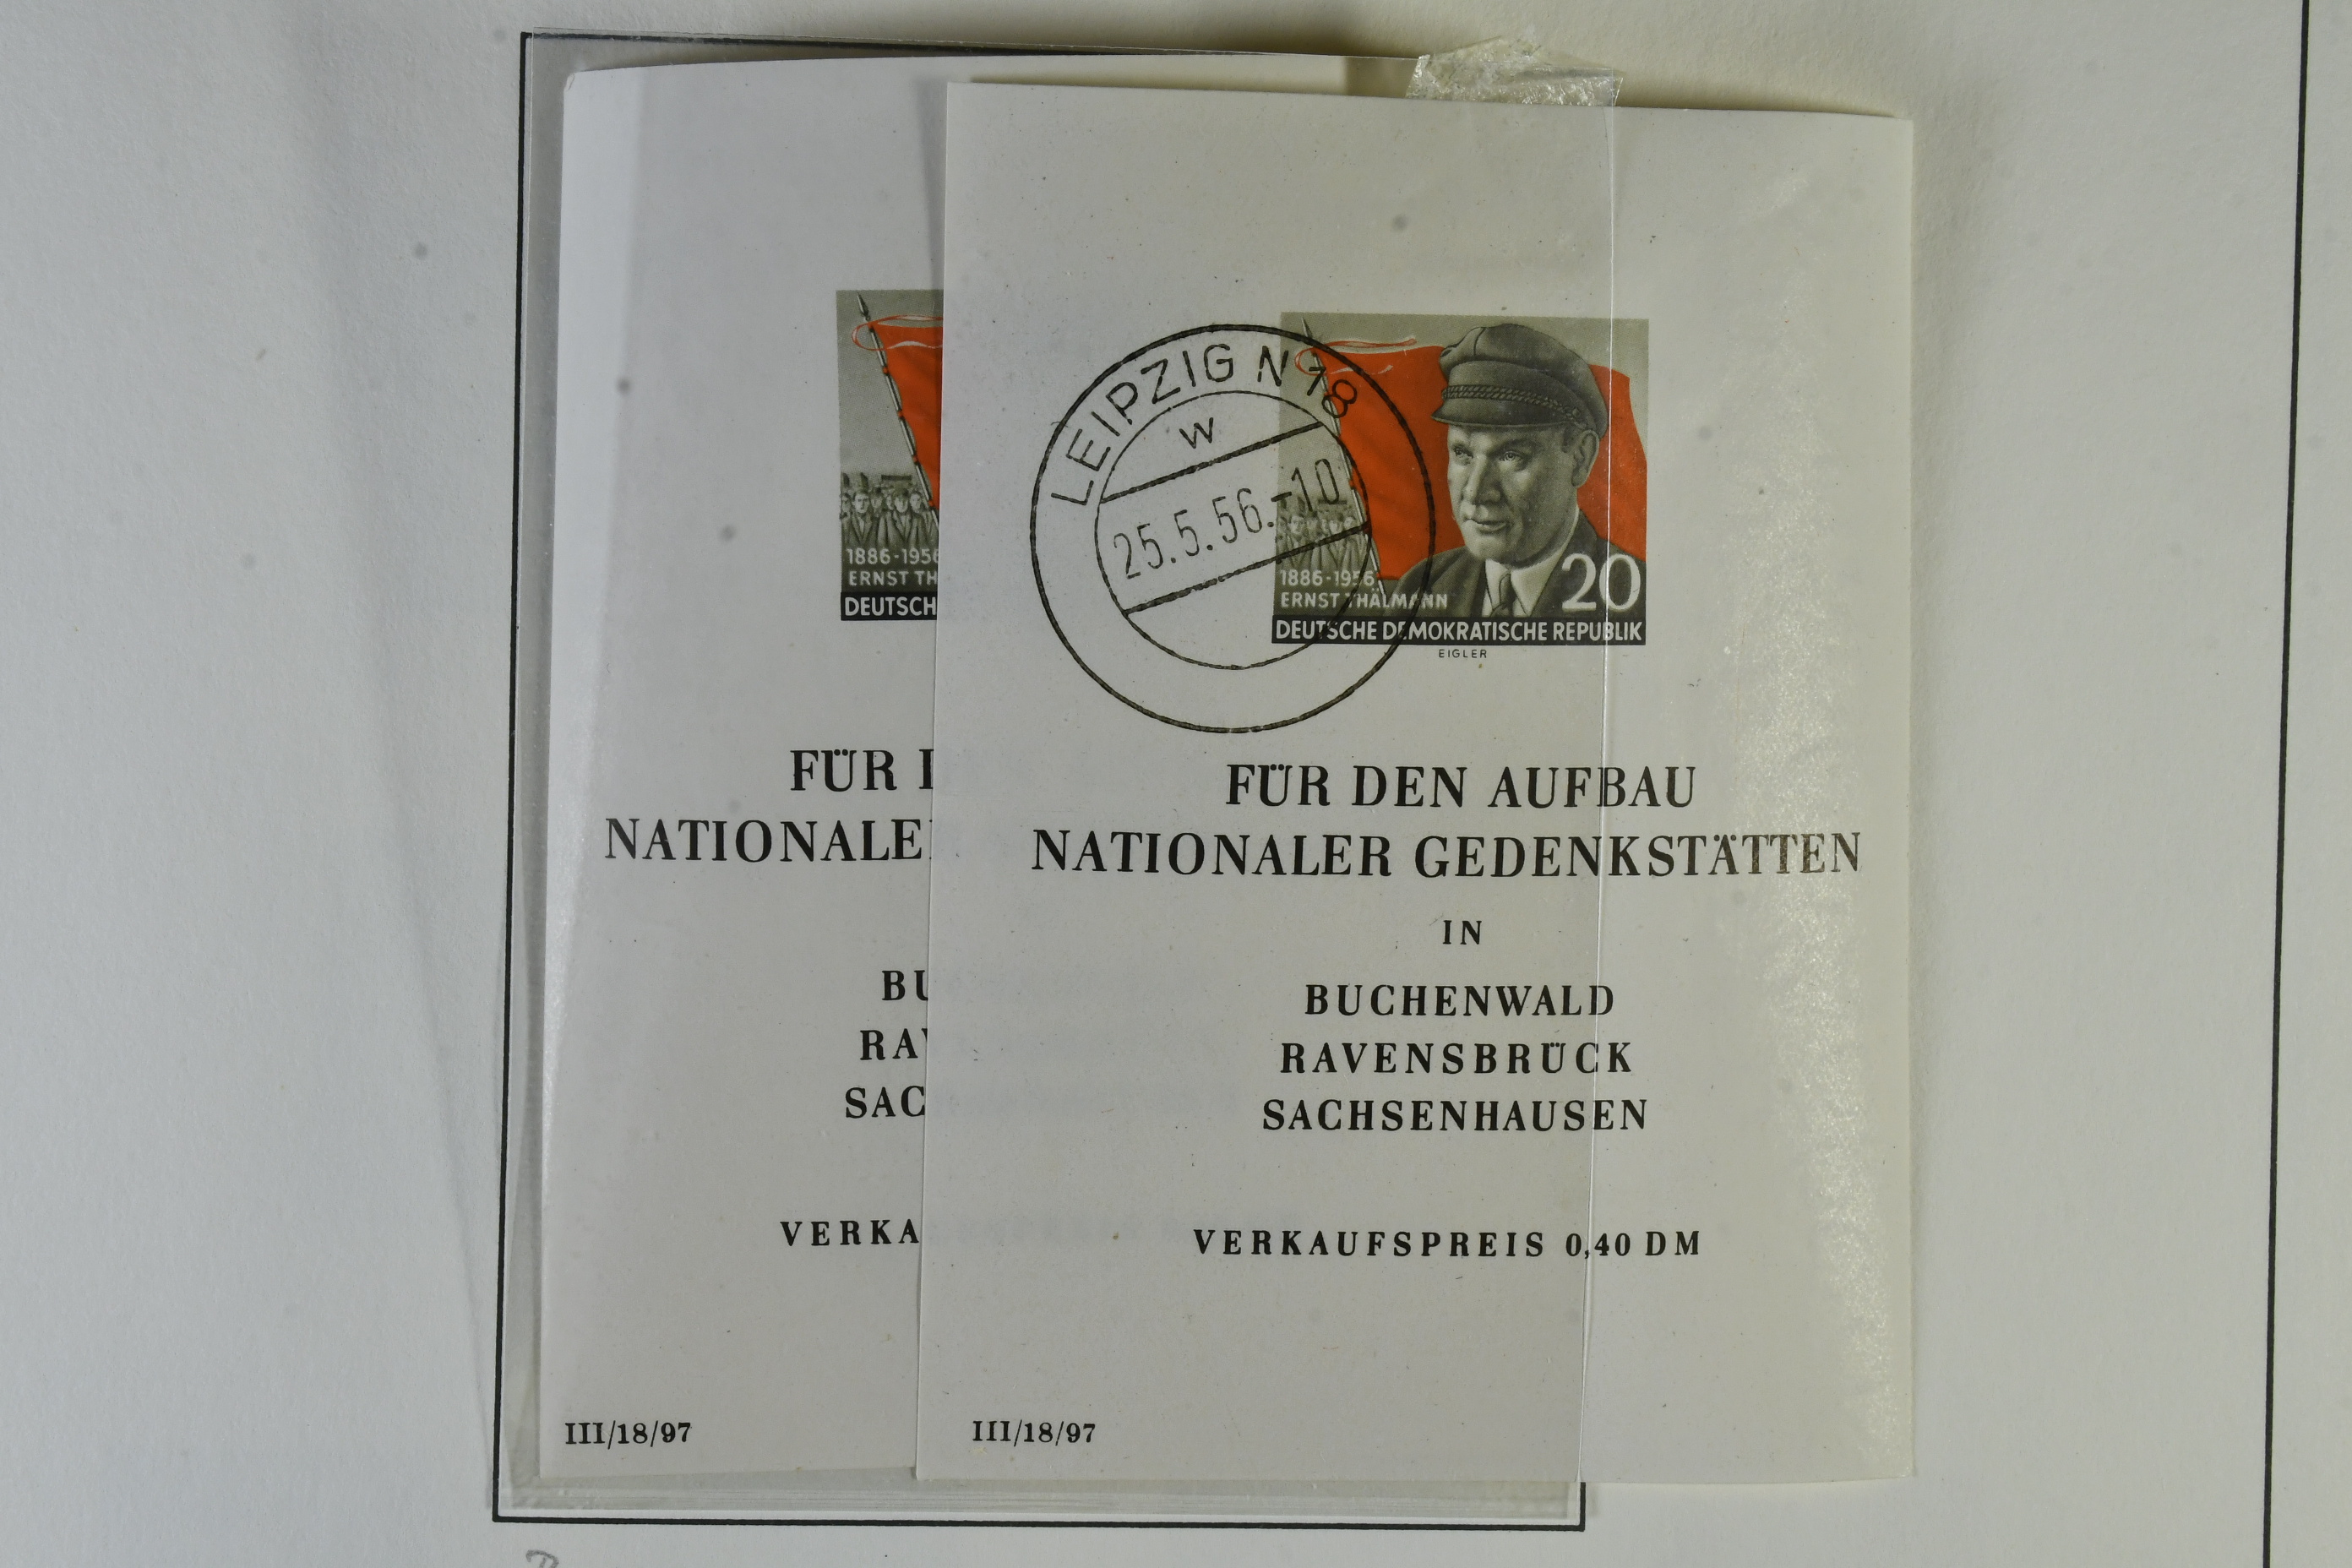 1886-1956
ERNST TH
DEUTSCH
FÜR
NATIONALE
BU
RA
SAC
VERKA
III/18/97
LEIPZIG N 18
w
25.5.56.-10
1886-1956
ERNST THÄLMANN
20
DEUTSCHE DEMOKRATISCHE REPUBLIK
EIGLER
FÜR DEN AUFBAU
NATIONALER GEDENKSTÄTTEN
IN
BUCHENWALD
RAVENSBRÜCK
SACHSENHAUSEN
VERKAUFSPREIS 0,40 DM
III/18/97